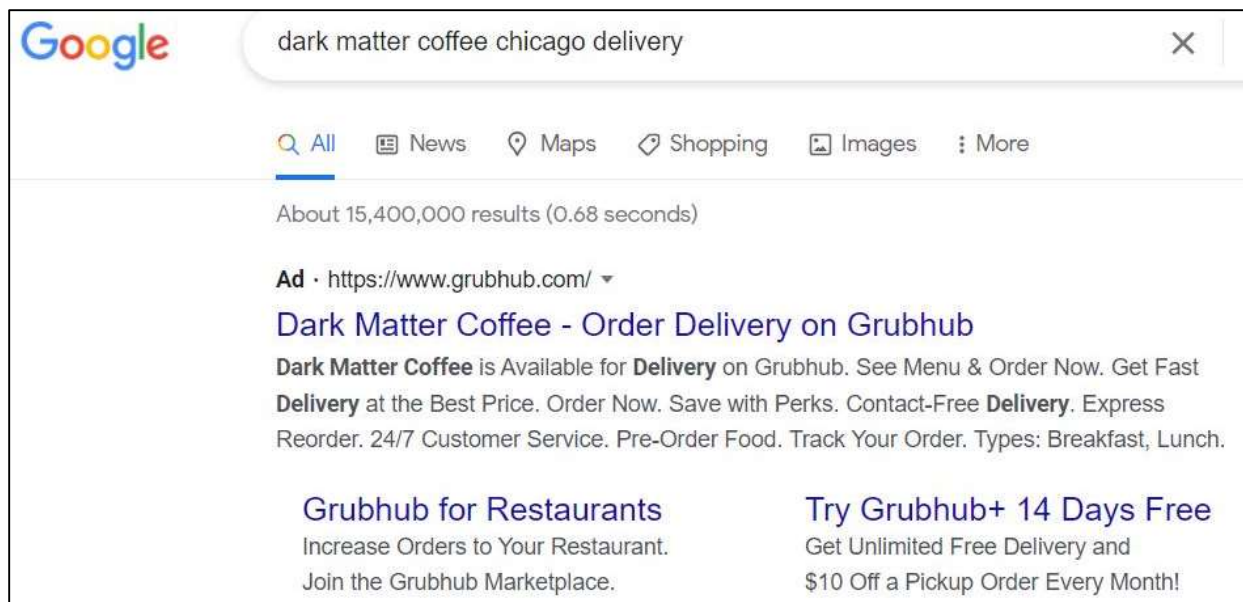 Google
dark matter coffee chicago delivery
All News Maps Shopping Images More
About 15,400,000 results (0.68 seconds)
Ad · https://www.grubhub.com/
Dark Matter Coffee - Order Delivery on Grubhub
Dark Matter Coffee is Available for Delivery on Grubhub. See Menu & Order Now. Get Fast
Delivery at the Best Price. Order Now. Save with Perks. Contact-Free Delivery. Express
Reorder. 24/7 Customer Service. Pre-Order Food. Track Your Order. Types: Breakfast, Lunch.
Grubhub for Restaurants
Increase Orders to Your Restaurant.
Join the Grubhub Marketplace.
Try Grubhub+ 14 Days Free
Get Unlimited Free Delivery and
$10 Off a Pickup Order Every Month!